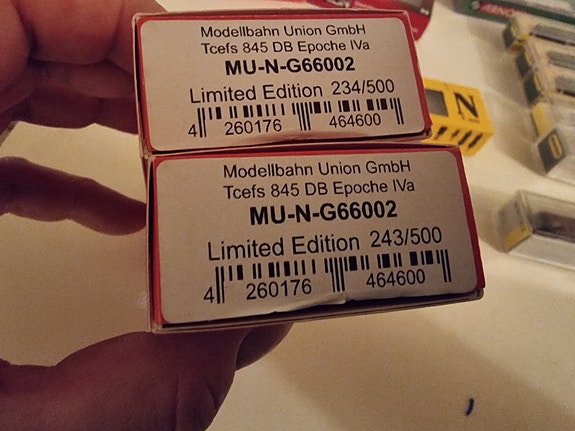 Modellbahn Union GmbH
Tcefs 845 DB Epoche IVa
MU-N-G66002
Limited Edition 234/500
4 260176 464600
Modellbahn Union GmbH
Tcefs 845 DB Epoche IVa
MU-N-G66002
Limited Edition 243/500
4 260176 464600
N